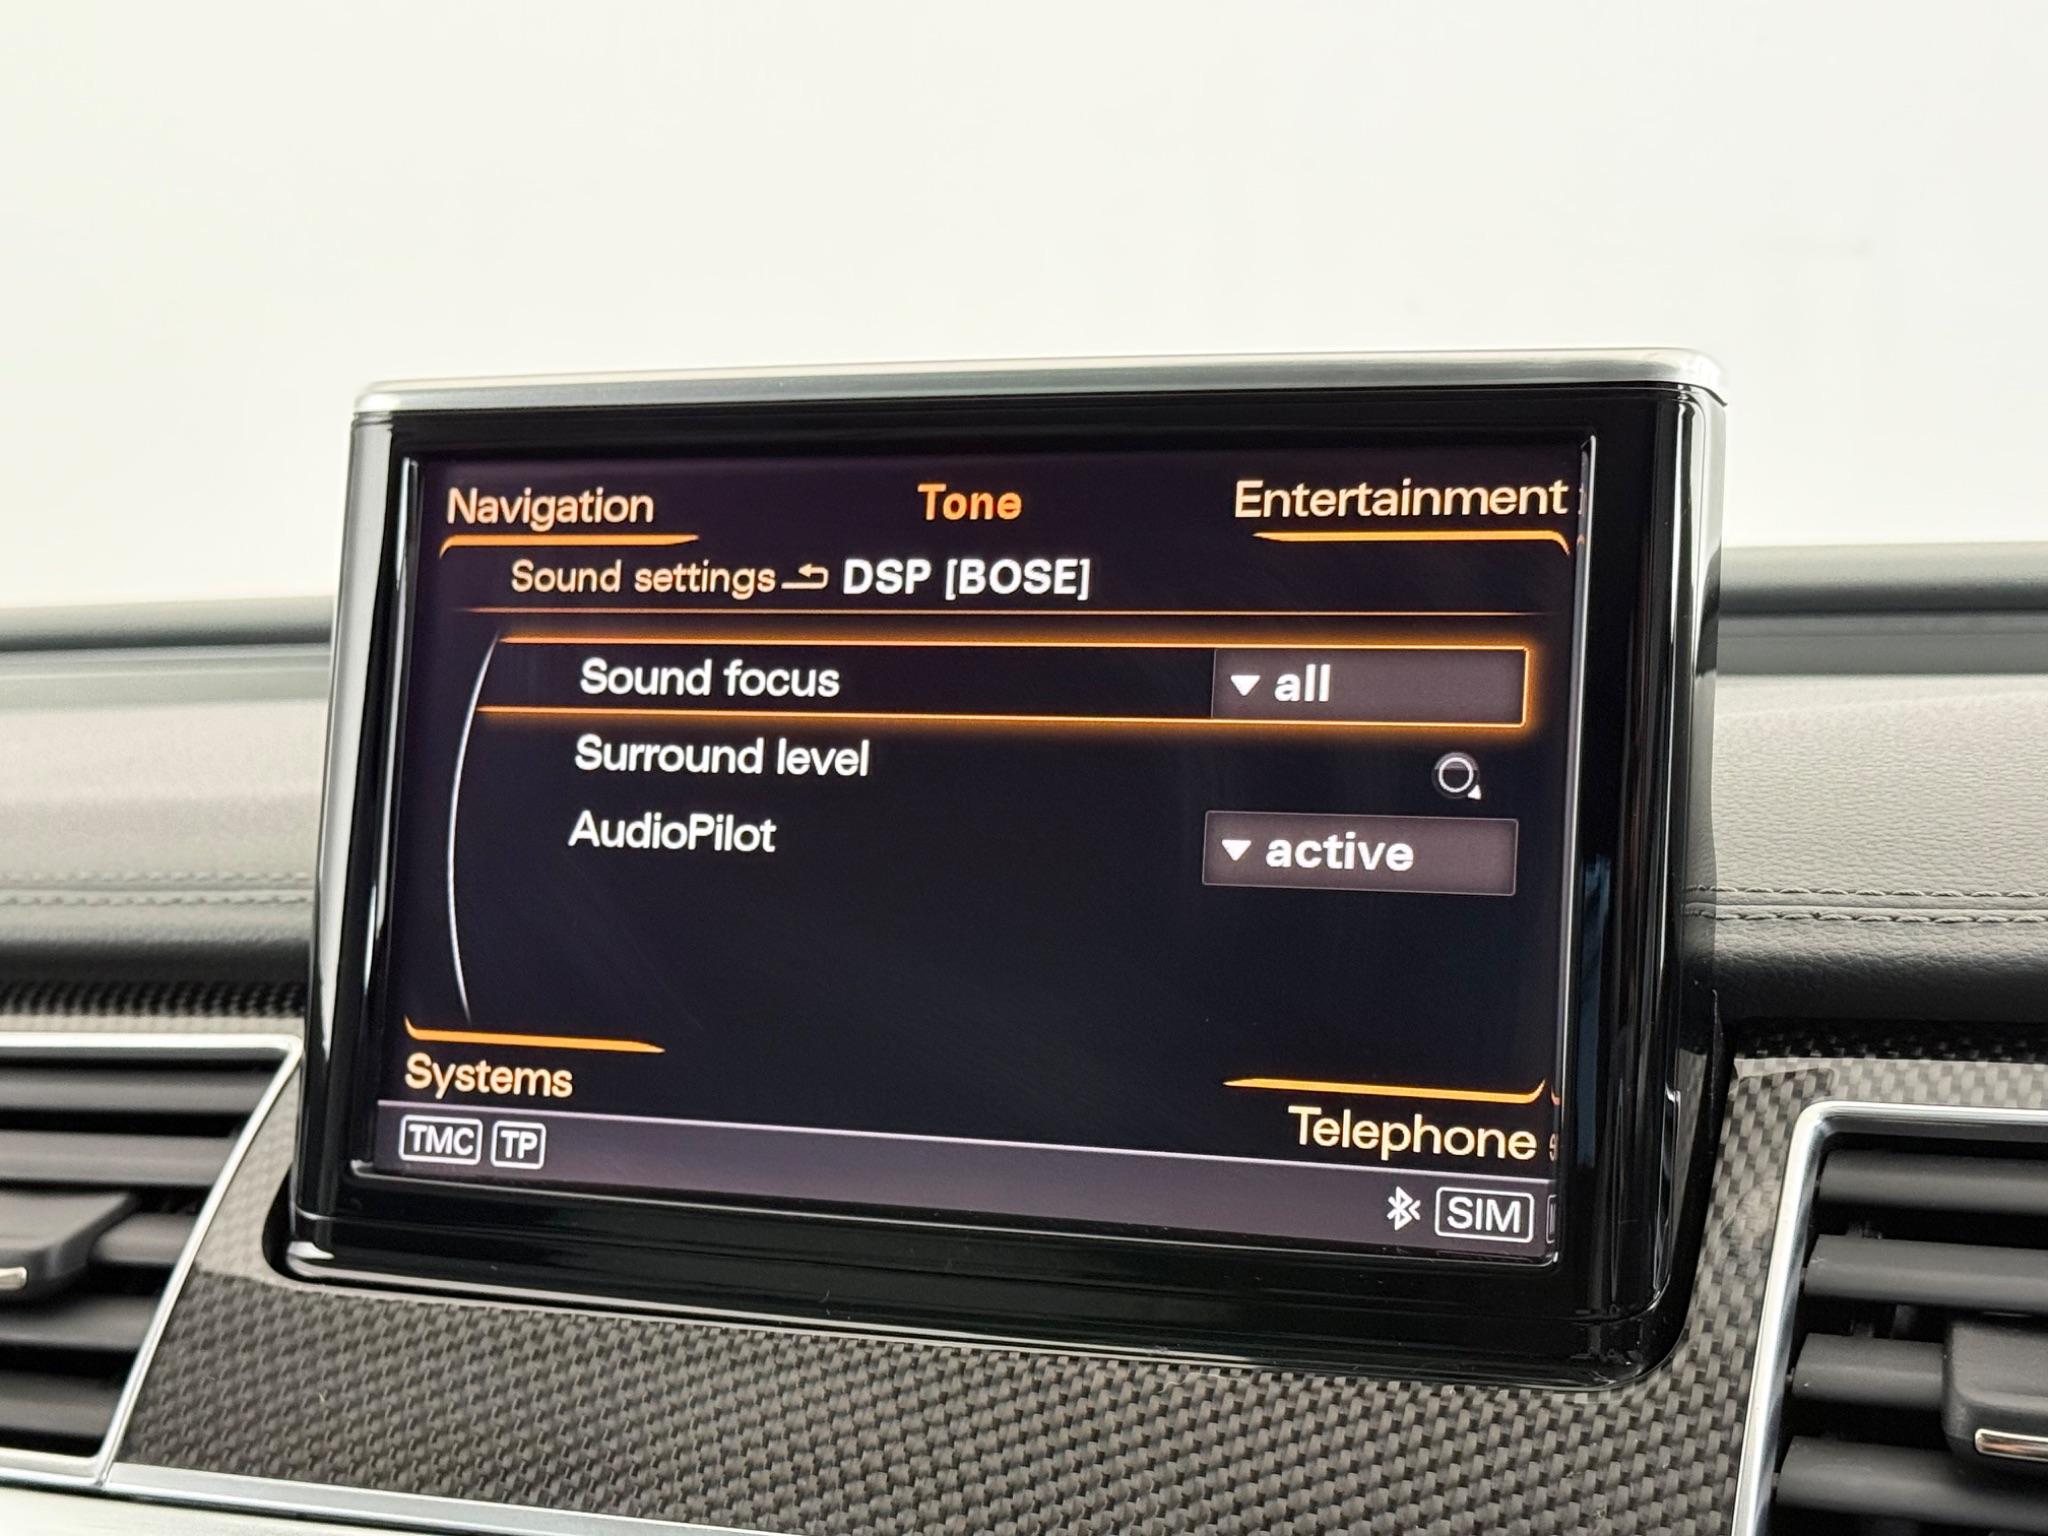 Navigation Tone Entertainment
Sound settings DSP [BOSE]
Sound focus all
Surround level
AudioPilot active
Systems
Telephone
TMC TP
SIM